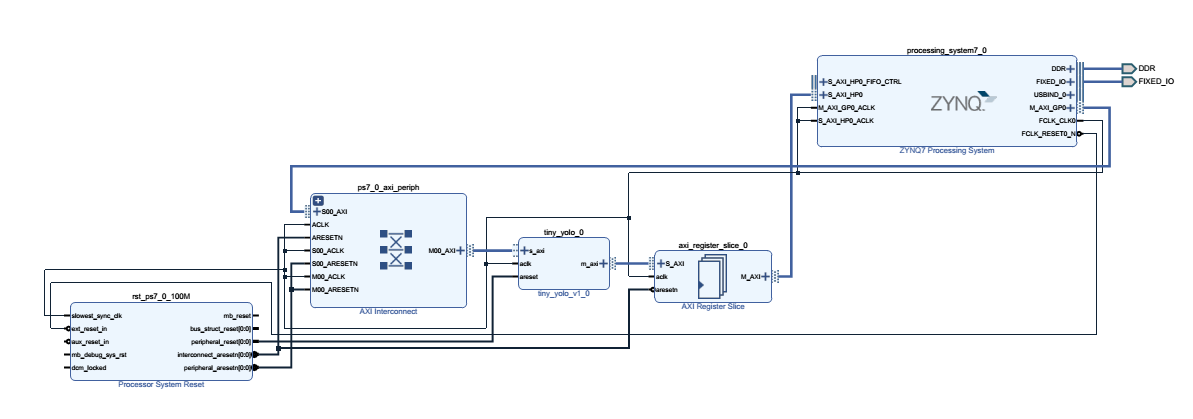 processing_system7_0
S_AXI_HP0_FIFO_CTRL
S_AXI_HP0
M_AXI_GP0_ACLK
S_AXI_HP0_ACLK
ZYNQ
DDR
FIXED_IO
USBIND_0
M_AXI_GP0
FCLK_CLK0
FCLK_RESET0_N
ZYNQ7 Processing System
DDR
FIXED_IO
ps7_0_axi_periph
S00_AXI
ACLK
ARESETN
S00_ACLK
S00_ARESETN
M00_ACLK
M00_ARESETN
M00_AXI
AXI Interconnect
tiny_yolo_0
s_axi
aclk
areset
m_axi
tiny_yolo_v1_0
axi_register_slice_0
S_AXI
aclk
aresetn
M_AXI
AXI Register Slice
rst_ps7_0_100M
slowest_sync_clk
ext_reset_in
aux_reset_in
mb_debug_sys_rst
dcm_locked
mb_reset
bus_struct_reset[0:0]
peripheral_reset[0:0]
interconnect_aresetn[0:0]
peripheral_aresetn[0:0]
Processor System Reset